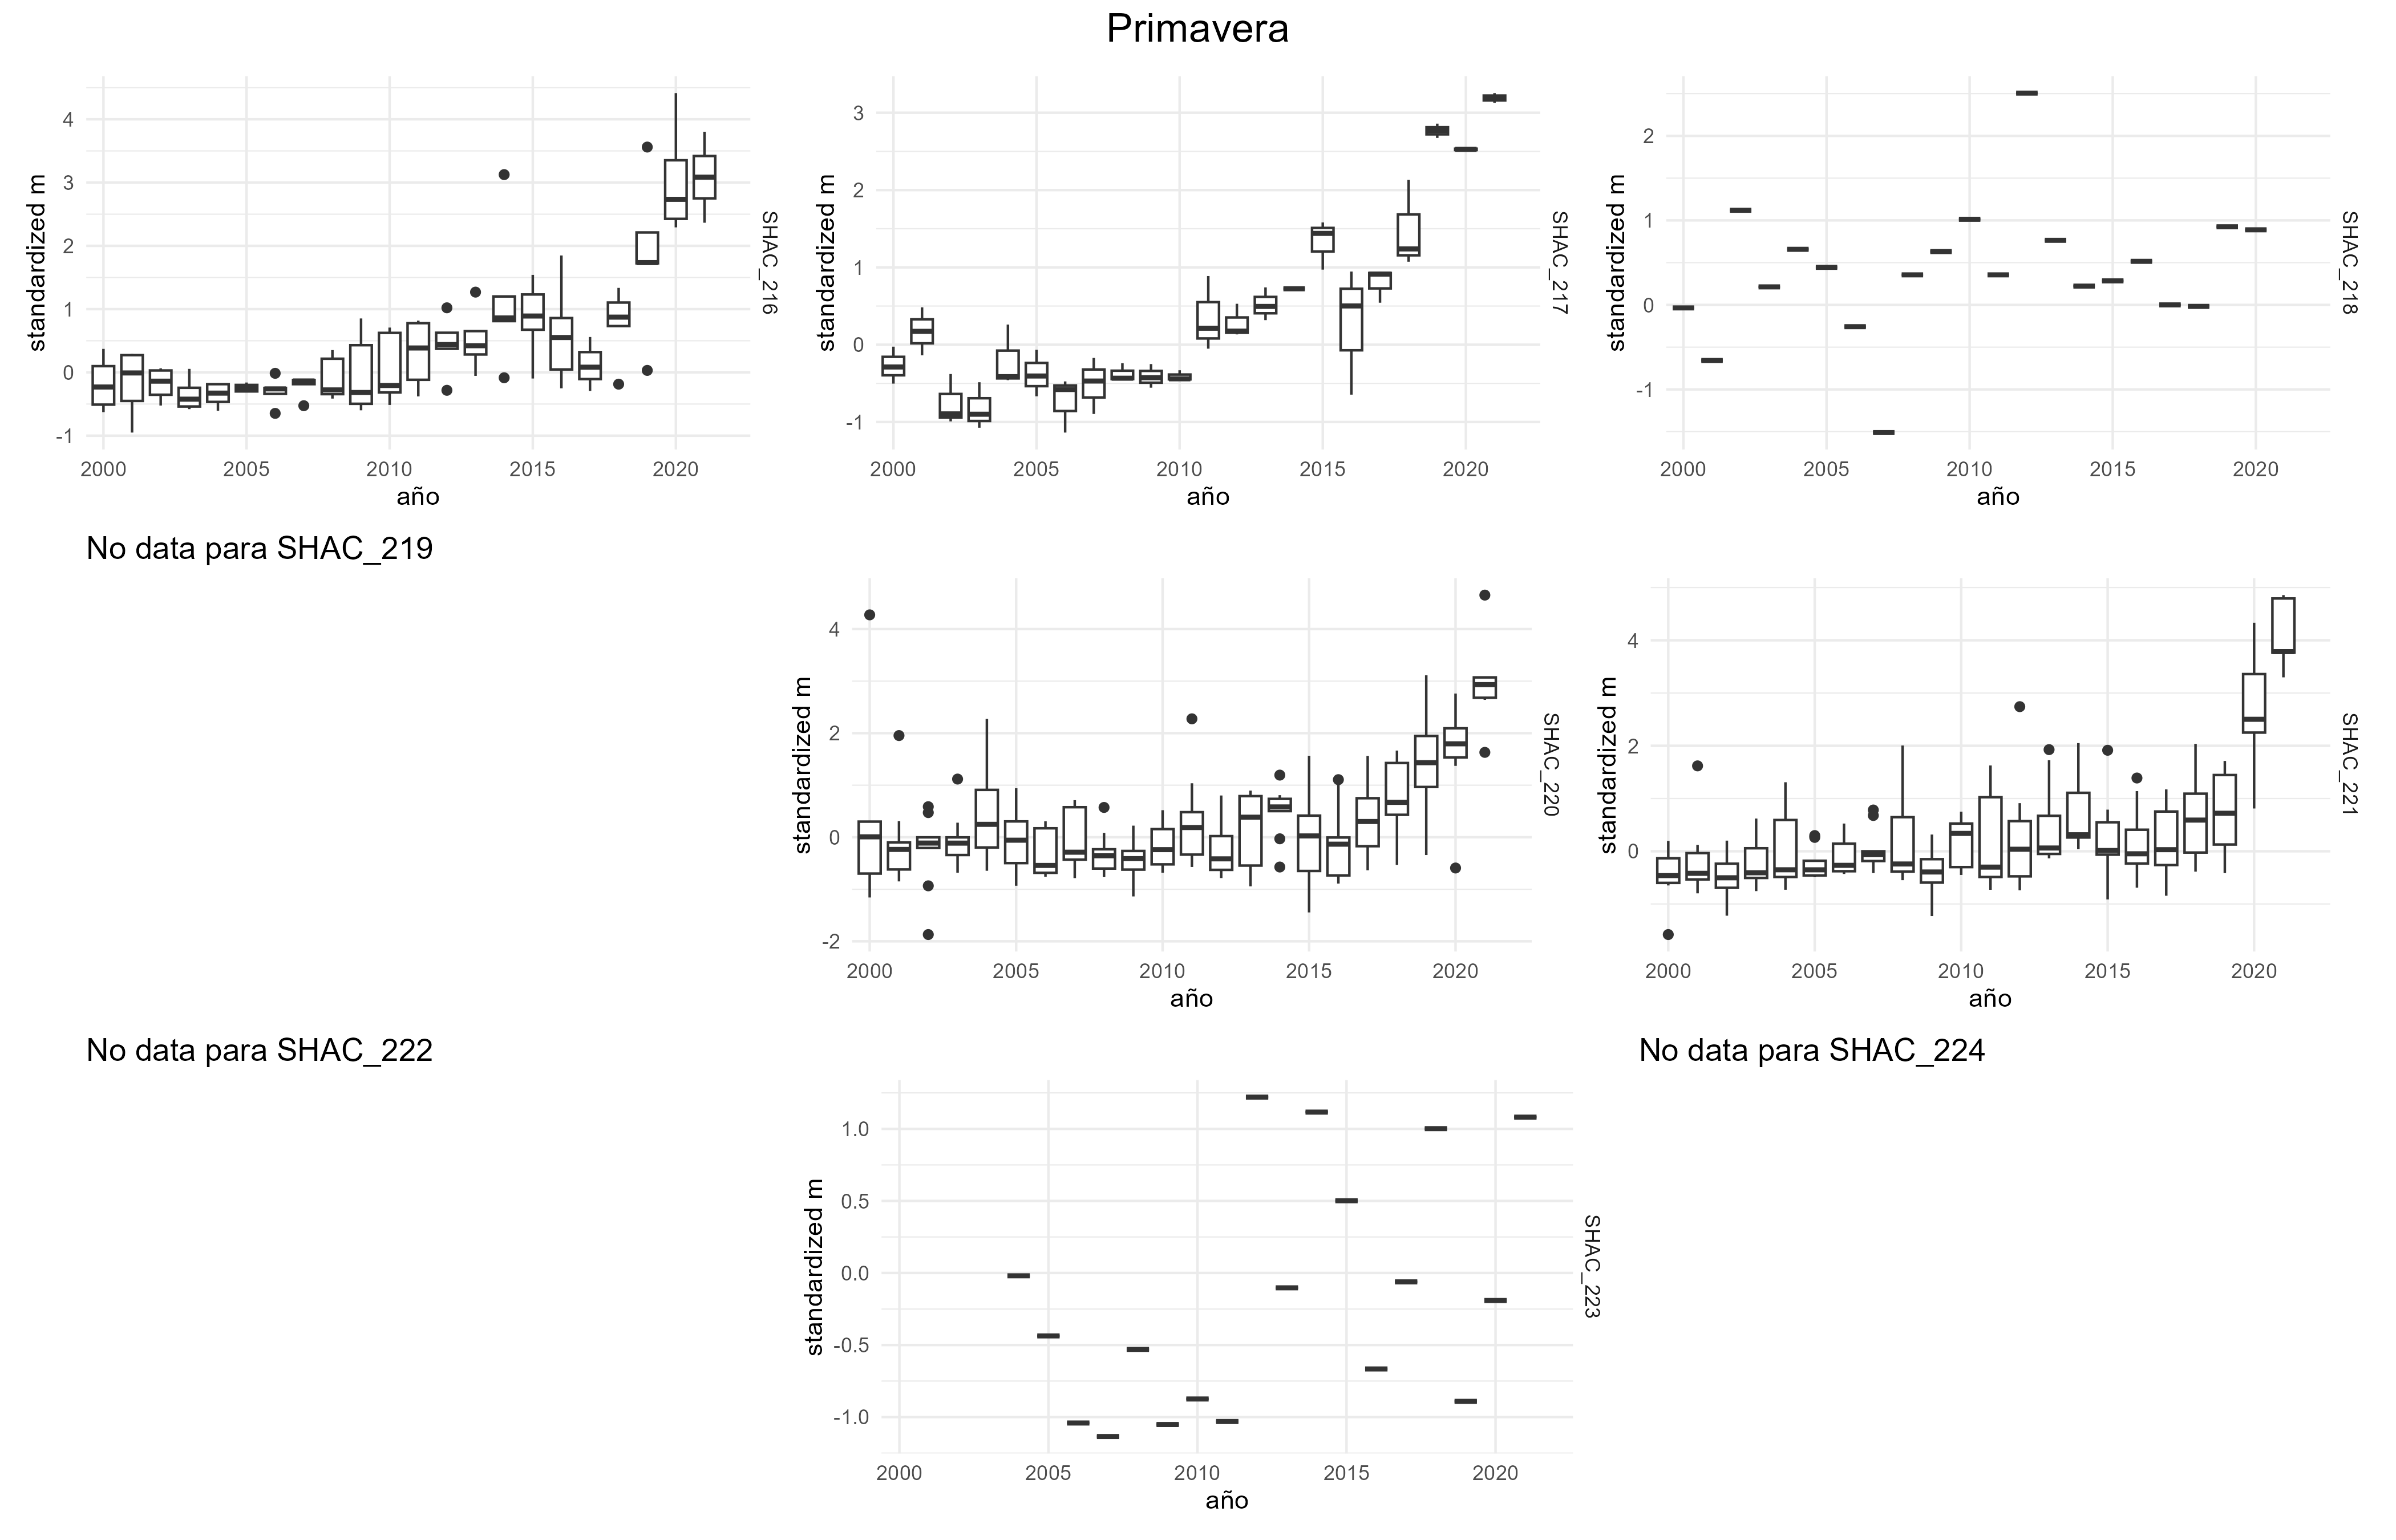 Primavera
standardized m
4
3
2
1
0
-1
2000 2005 2010 2015 2020
año
SHAC_216
standardized m
3
2
1
0
-1
2000 2005 2010 2015 2020
año
SHAC_217
standardized m
2
1
0
-1
2000 2005 2010 2015 2020
año
SHAC_218
No data para SHAC_219
standardized m
4
2
0
-2
2000 2005 2010 2015 2020
año
SHAC_220
standardized m
4
2
0
2000 2005 2010 2015 2020
año
SHAC_221
No data para SHAC_222
standardized m
1.0
0.5
0.0
-0.5
-1.0
2000 2005 2010 2015 2020
año
SHAC_223
No data para SHAC_224